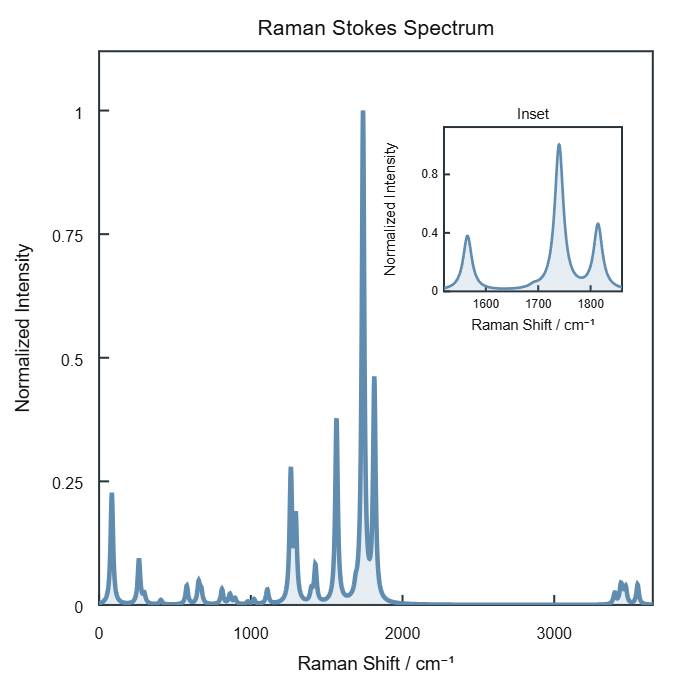 Raman Stokes Spectrum
Normalized Intensity
1
0.75
0.5
0.25
0
0
1000
2000
3000
Raman Shift / cm⁻¹
Inset
Normalized Intensity
0.8
0.4
0
1600
1700
1800
Raman Shift / cm⁻¹